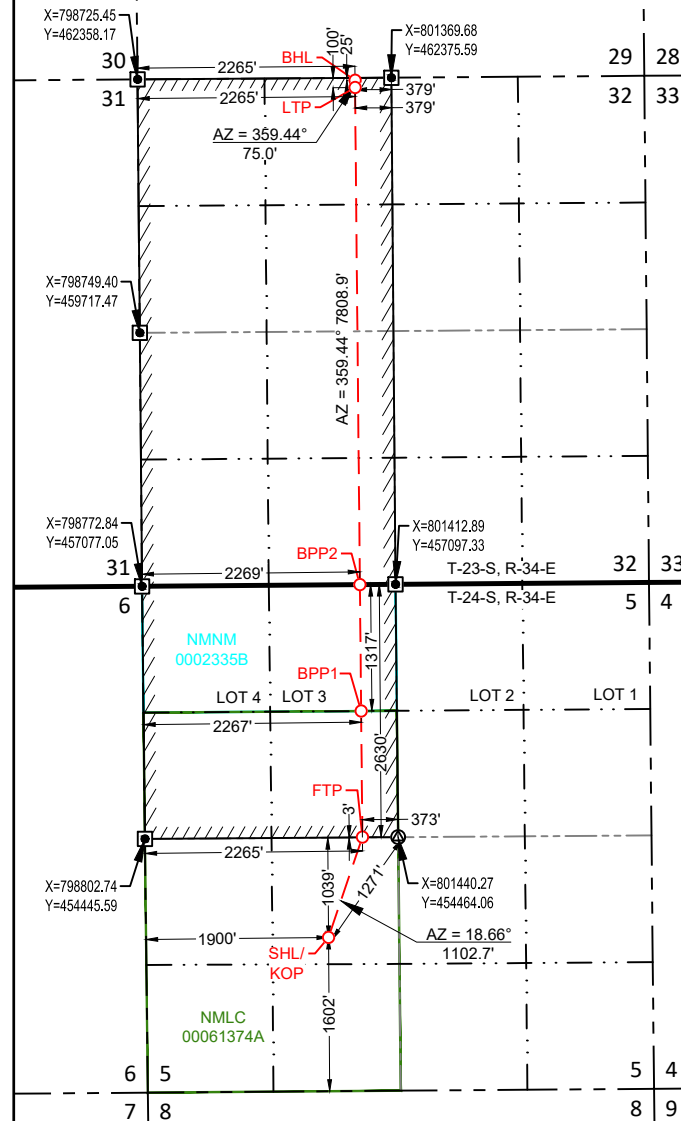 X=798725.45
Y=462358.17
X=801369.68
Y=462375.59
30
29 28
31
32 33
2265'
2265'
100'
25'
BHL
LTP
379'
379'
AZ = 359.44°
75.0'
X=798749.40
Y=459717.47
AZ = 359.44° 7808.9'
X=798772.84
Y=457077.05
X=801412.89
Y=457097.33
31
32 33
6
5 4
BPP2
2269'
T-23-S, R-34-E
T-24-S, R-34-E
NMNM
0002335B
1317'
BPP1
LOT 4
LOT 3
LOT 2
LOT 1
2267'
2630'
FTP
3'
373'
2265'
X=798802.74
Y=454445.59
X=801440.27
Y=454464.06
1039'
1271'
1900'
AZ = 18.66°
1102.7'
SHL/
KOP
1602'
NMLC
00061374A
6 5
5 4
7 8
8 9